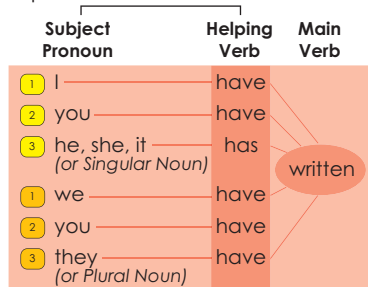 Subject Helping Main
Pronoun Verb Verb
1 I have
2 you have
3 he, she, it has
(or Singular Noun)
written
1 we have
2 you have
3 they have
(or Plural Noun)